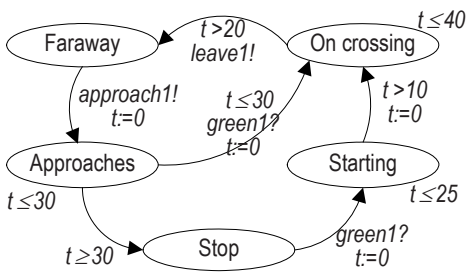 Faraway
t >20
leave1!
On crossing
t ≤40
approach1!
t:=0
t ≤30
green1?
t:=0
t >10
t:=0
Approaches
t ≤30
Starting
t ≤25
t ≥30
Stop
green1?
t:=0